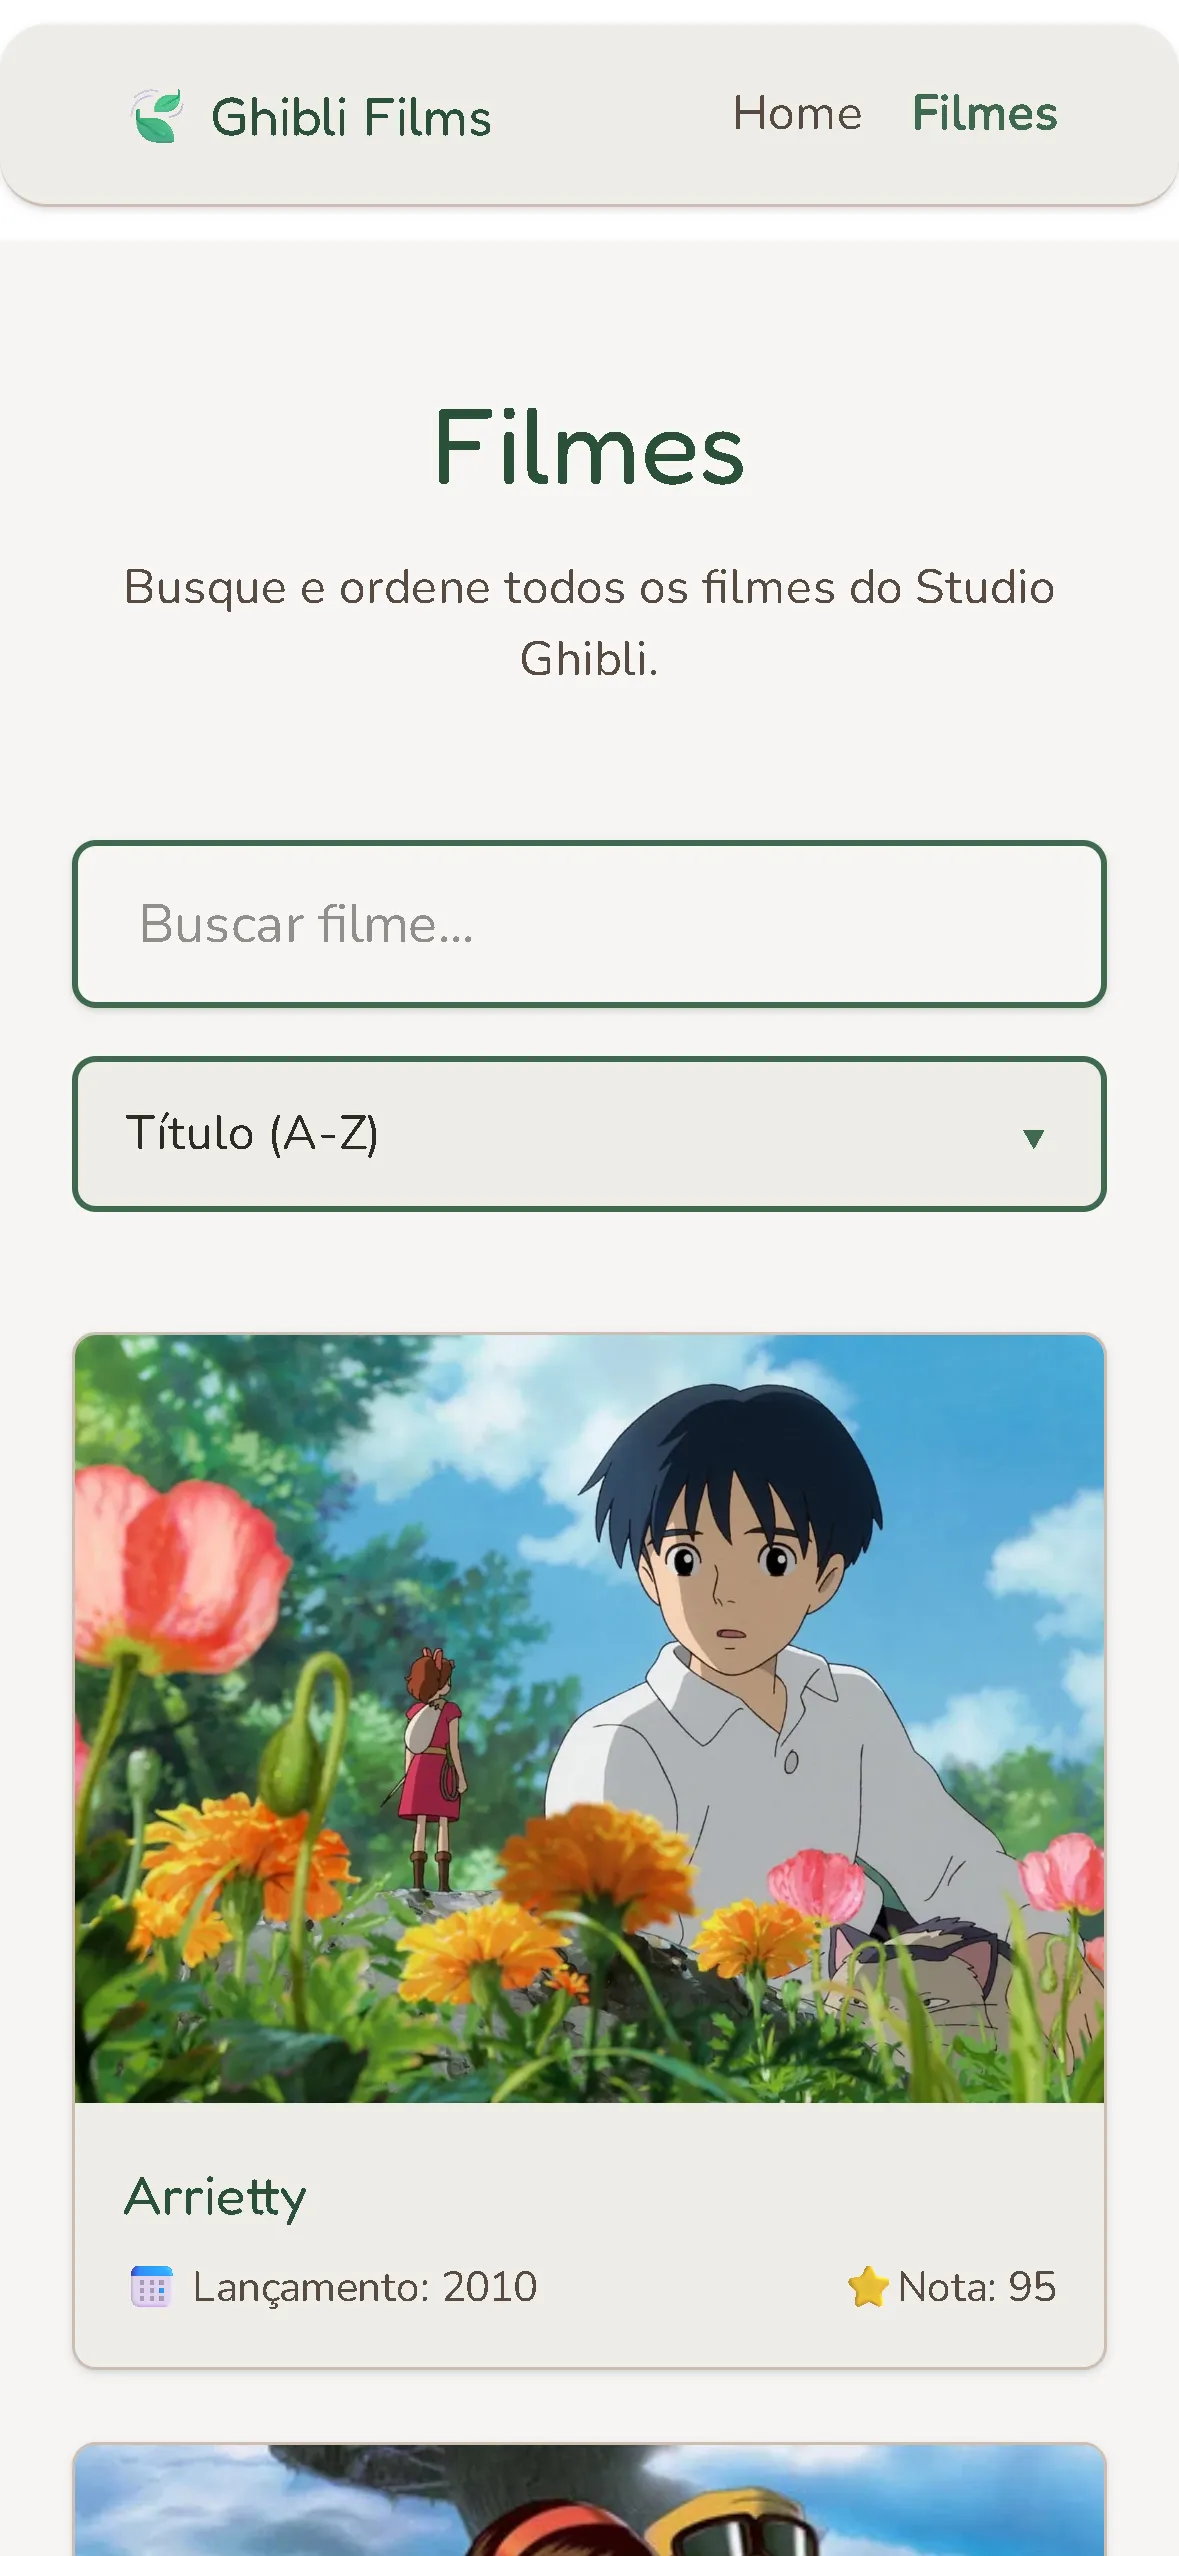 Ghibli Films
Home
Filmes
Filmes
Busque e ordene todos os filmes do Studio
Ghibli.
Buscar filme...
Título (A-Z)
Arrietty
Lançamento: 2010
Nota: 95